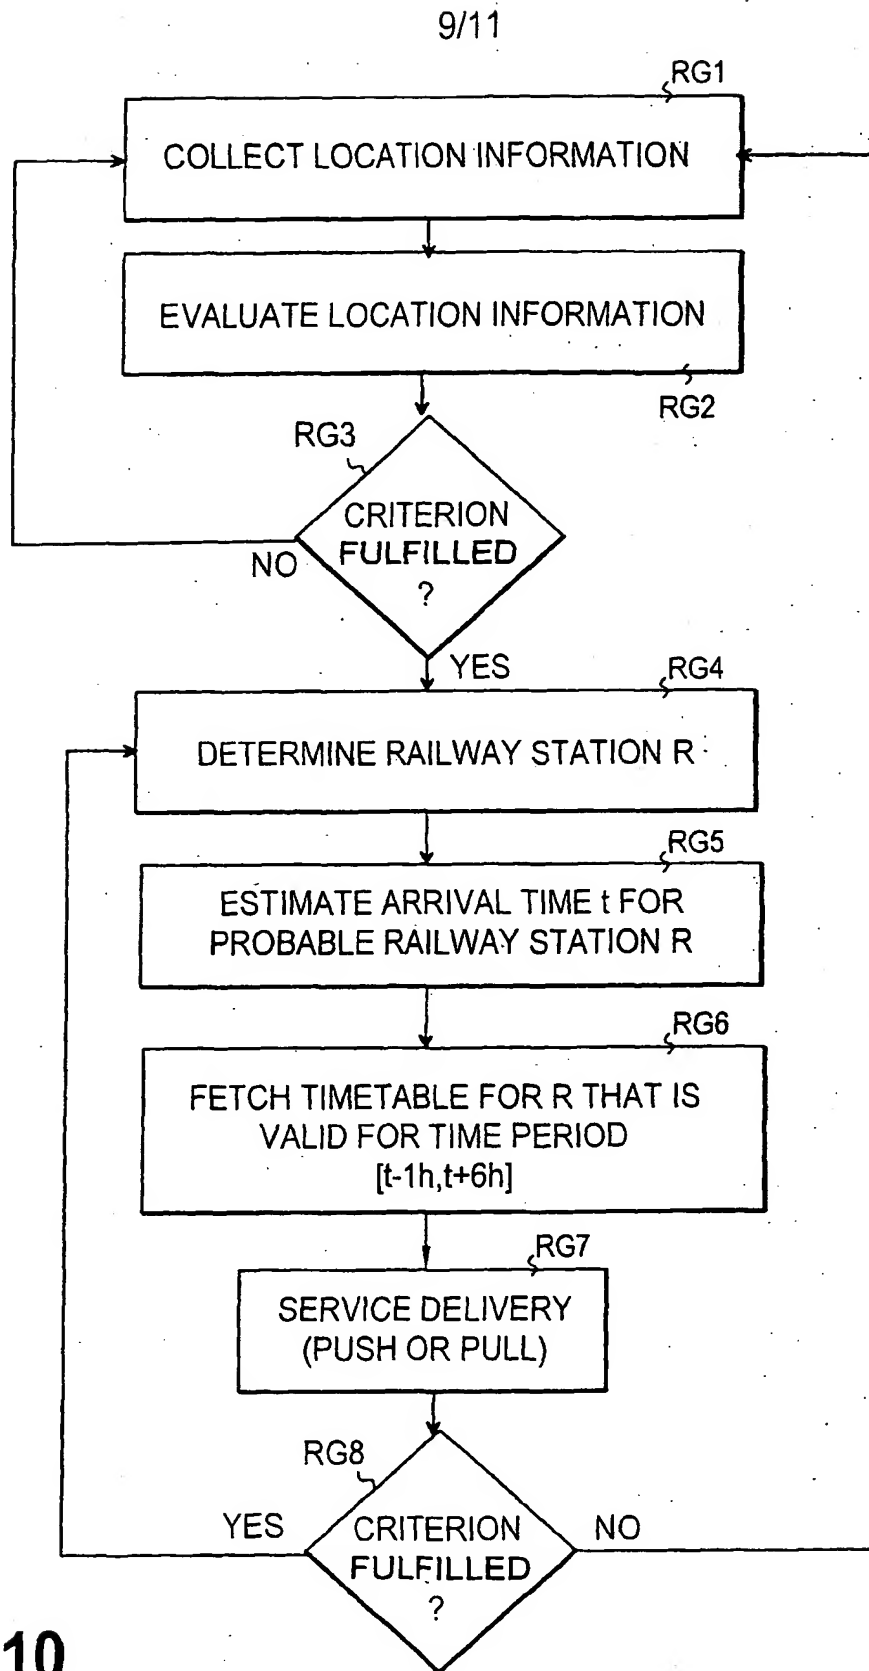 9/11
RG1
COLLECT LOCATION INFORMATION
EVALUATE LOCATION INFORMATION
RG2
RG3
CRITERION
FULFILLED
?
NO
YES
RG4
DETERMINE RAILWAY STATION R
RG5
ESTIMATE ARRIVAL TIME t FOR
PROBABLE RAILWAY STATION R
RG6
FETCH TIMETABLE FOR R THAT IS
VALID FOR TIME PERIOD
[t-1h,t+6h]
RG7
SERVICE DELIVERY
(PUSH OR PULL)
RG8
YES
CRITERION
FULFILLED
?
NO
10